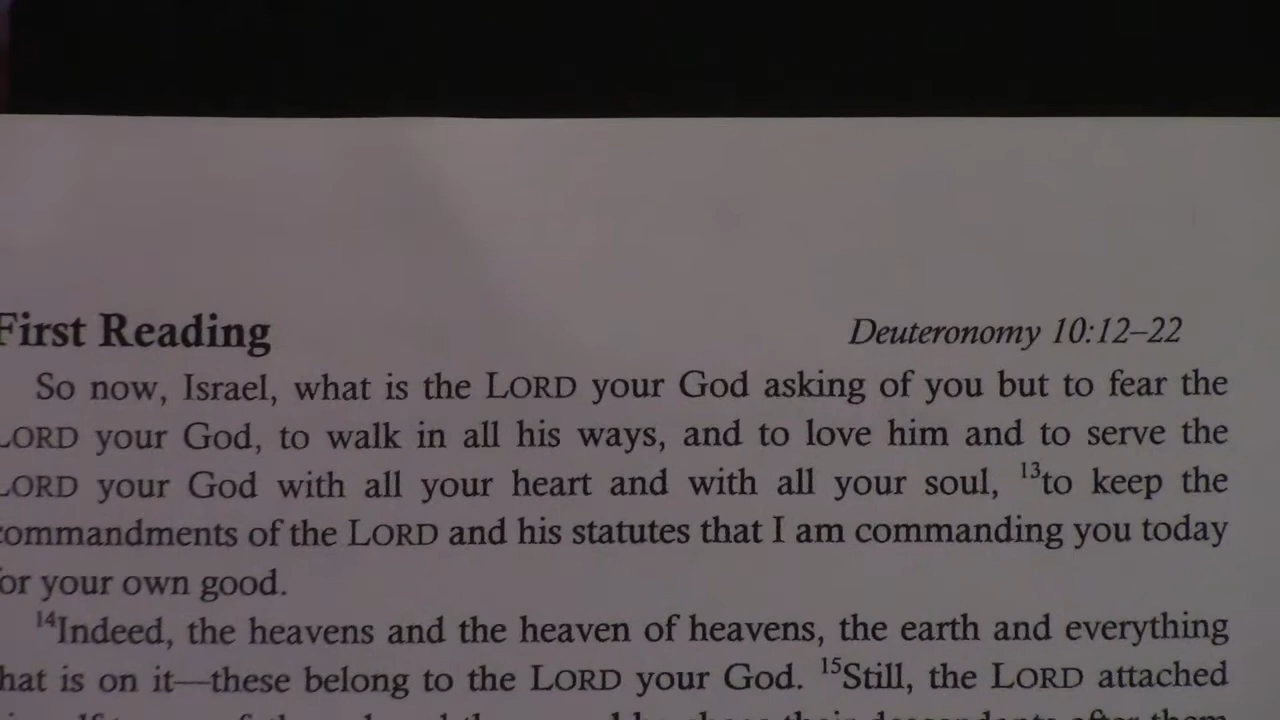 First Reading Deuteronomy 10:12–22
So now, Israel, what is the LORD your God asking of you but to fear the
LORD your God, to walk in all his ways, and to love him and to serve the
LORD your God with all your heart and with all your soul, ¹³to keep the
commandments of the LORD and his statutes that I am commanding you today
or your own good.
¹⁴Indeed, the heavens and the heaven of heavens, the earth and everything
hat is on it—these belong to the LORD your God. ¹⁵Still, the LORD attached